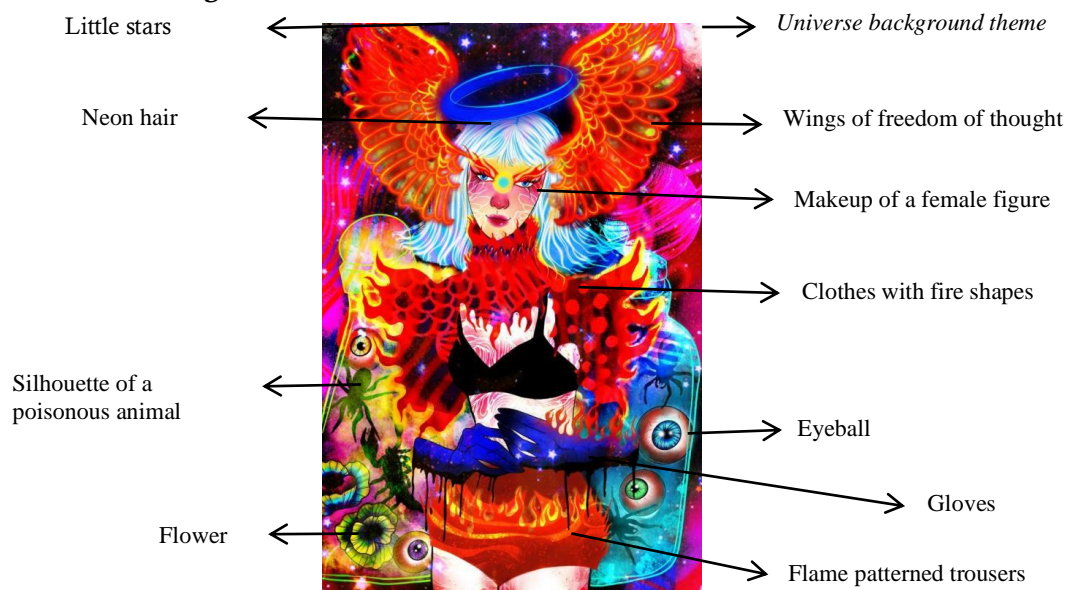 Little stars
Universe background theme
Neon hair
Wings of freedom of thought
Makeup of a female figure
Clothes with fire shapes
Silhouette of a
poisonous animal
Eyeball
Gloves
Flower
Flame patterned trousers